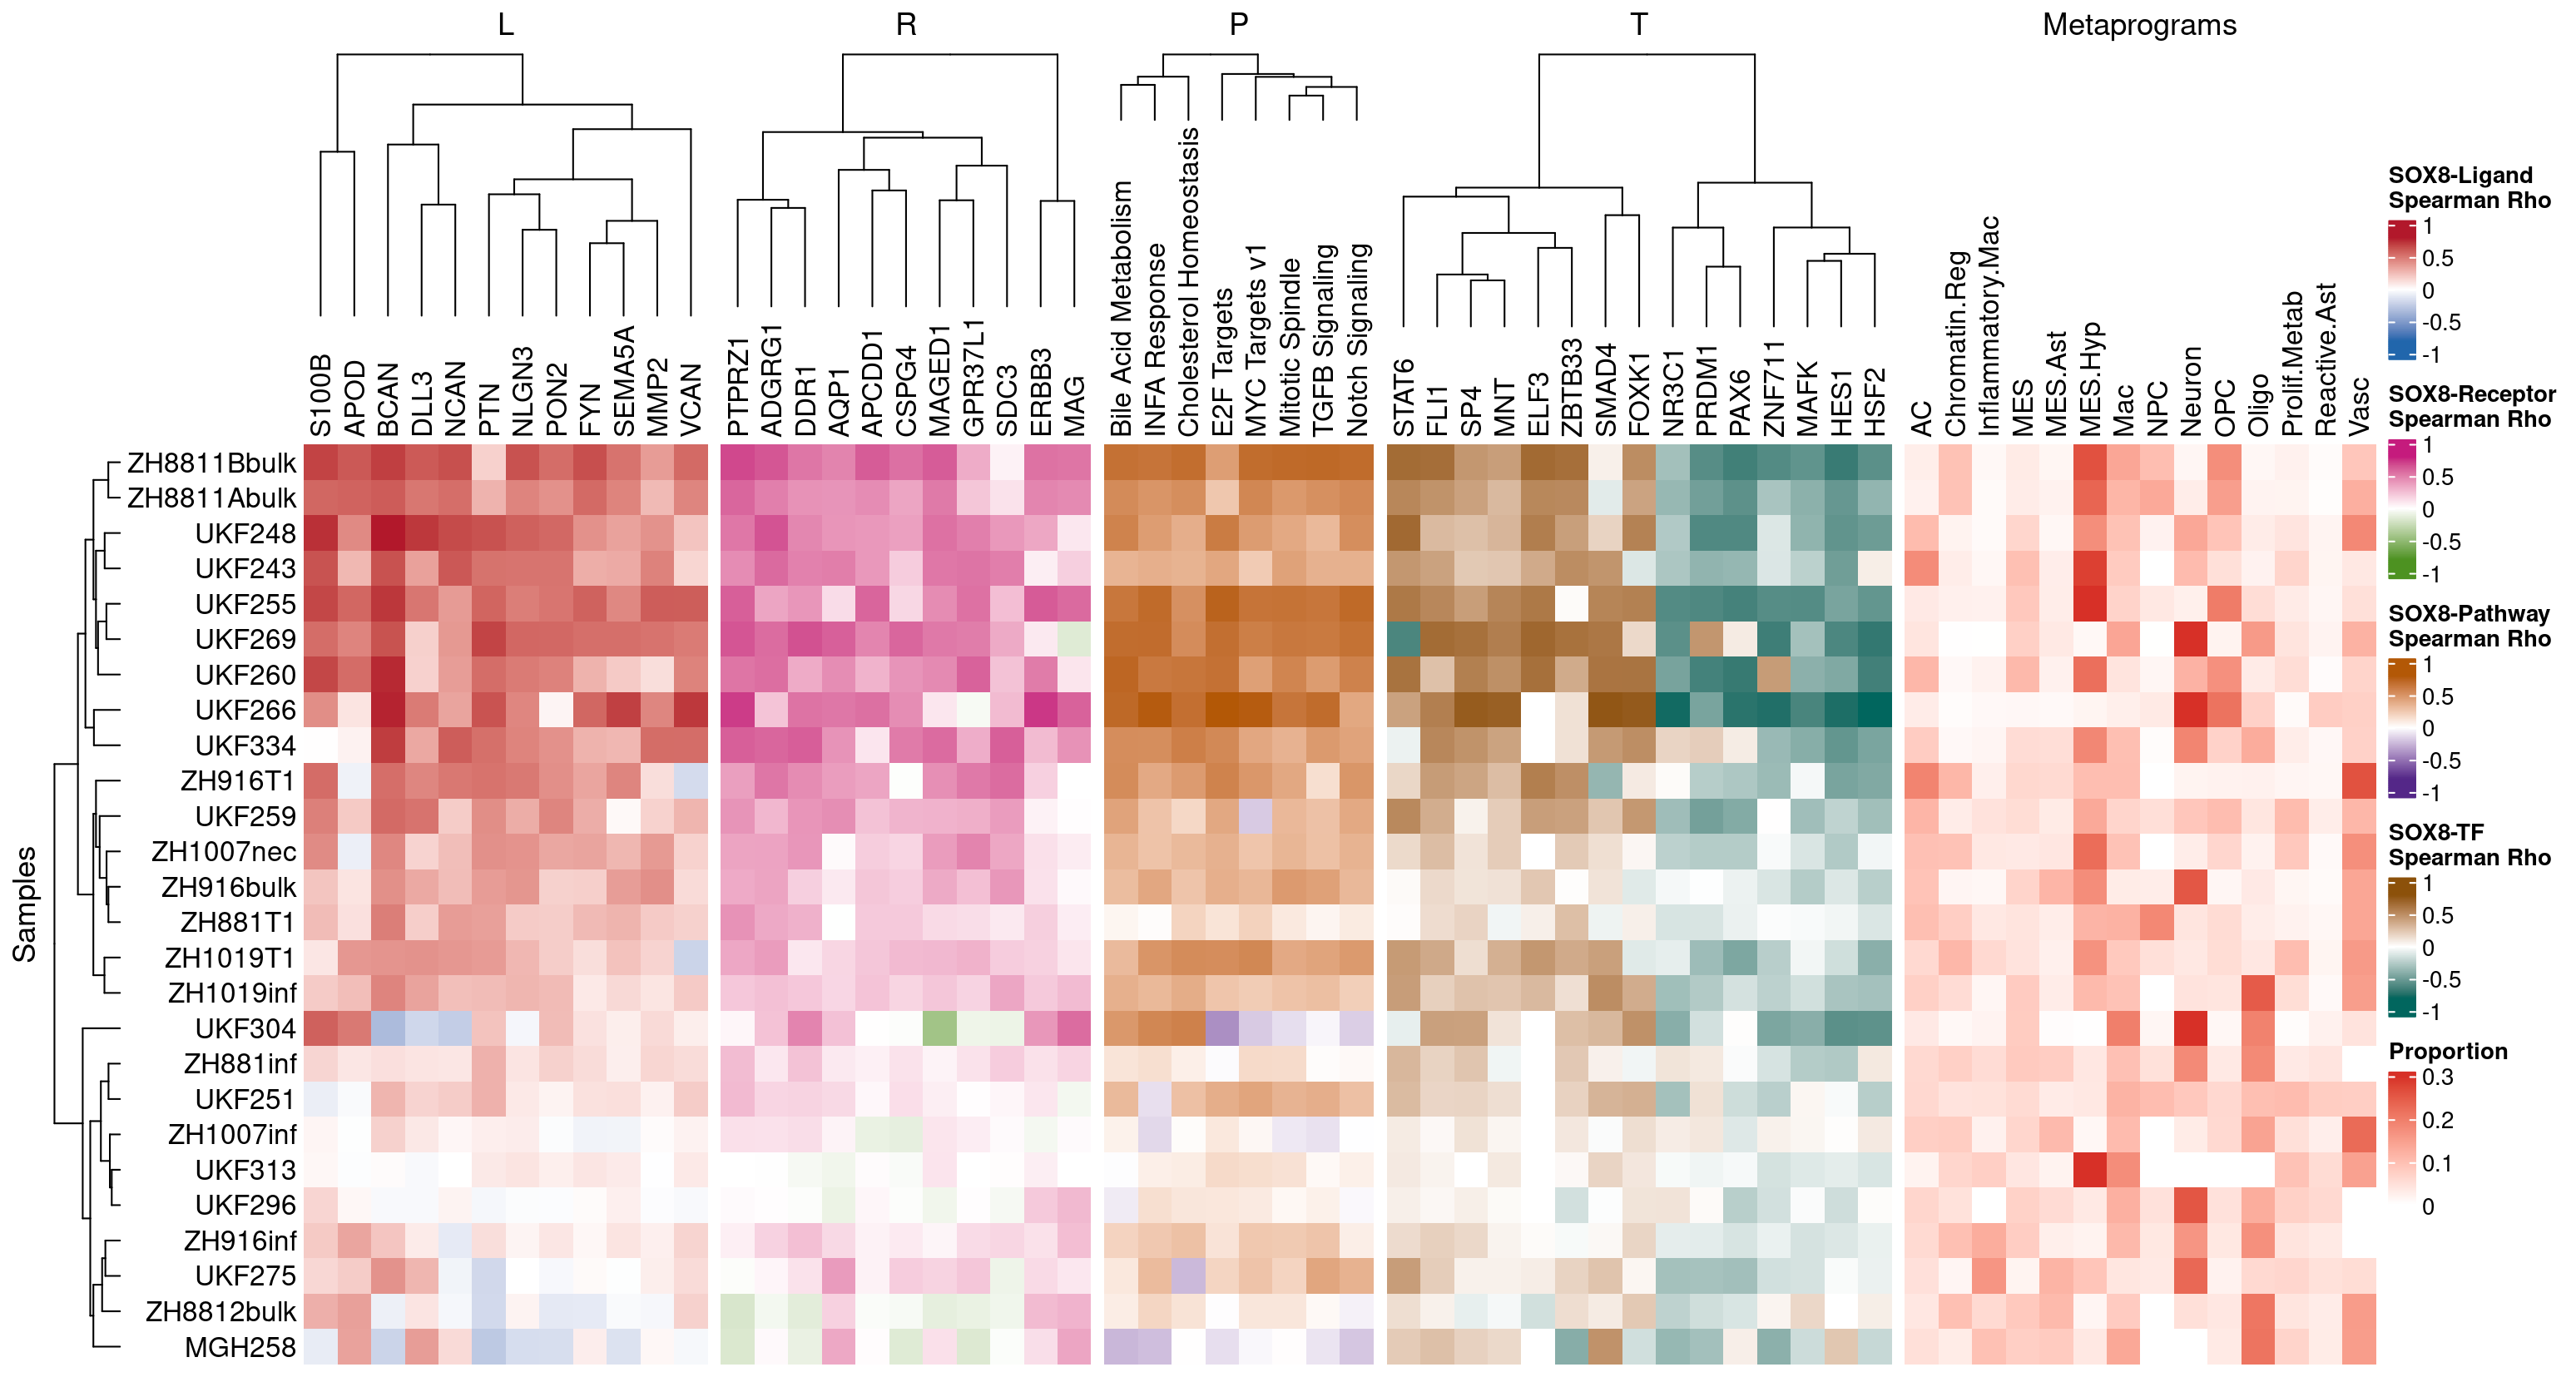 L
R
P
T
Metaprograms
S100B
APOD
BCAN
DLL3
NCAN
PTN
NLGN3
PON2
FYN
SEMA5A
MMP2
VCAN
PTPRZ1
ADGRG1
DDR1
AQP1
APCDD1
CSPG4
MAGED1
GPR37L1
SDC3
ERBB3
MAG
Bile Acid Metabolism
INFA Response
Cholesterol Homeostasis
E2F Targets
MYC Targets v1
Mitotic Spindle
TGFB Signaling
Notch Signaling
STAT6
FLI1
SP4
MNT
ELF3
ZBTB33
SMAD4
FOXK1
NR3C1
PRDM1
PAX6
ZNF711
MAFK
HES1
HSF2
AC
Chromatin.Reg
Inflammatory.Mac
MES
MES.Ast
MES.Hyp
Mac
NPC
Neuron
OPC
Oligo
Prolif.Metab
Reactive.Ast
Vasc
Samples
ZH8811Bbulk
ZH8811Abulk
UKF248
UKF243
UKF255
UKF269
UKF260
UKF266
UKF334
ZH916T1
UKF259
ZH1007nec
ZH916bulk
ZH881T1
ZH1019T1
ZH1019inf
UKF304
ZH881inf
UKF251
ZH1007inf
UKF313
UKF296
ZH916inf
UKF275
ZH8812bulk
MGH258
SOX8-Ligand
Spearman Rho
1
0.5
0
-0.5
-1
SOX8-Receptor
Spearman Rho
1
0.5
0
-0.5
-1
SOX8-Pathway
Spearman Rho
1
0.5
0
-0.5
-1
SOX8-TF
Spearman Rho
1
0.5
0
-0.5
-1
Proportion
0.3
0.2
0.1
0